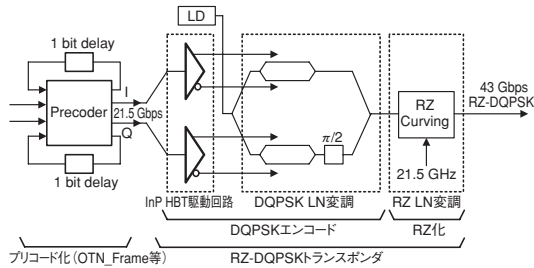 LD
1 bit delay
Precoder
I
21.5 Gbps
Q
1 bit delay
π/2
RZ
Curving
21.5 GHz
43 Gbps
RZ-DQPSK
InP HBT駆動回路
DQPSK LN変調
RZ LN変調
DQPSKエンコード
RZ化
プリコード化(OTN_Frame等)
RZ-DQPSKトランスポンダ